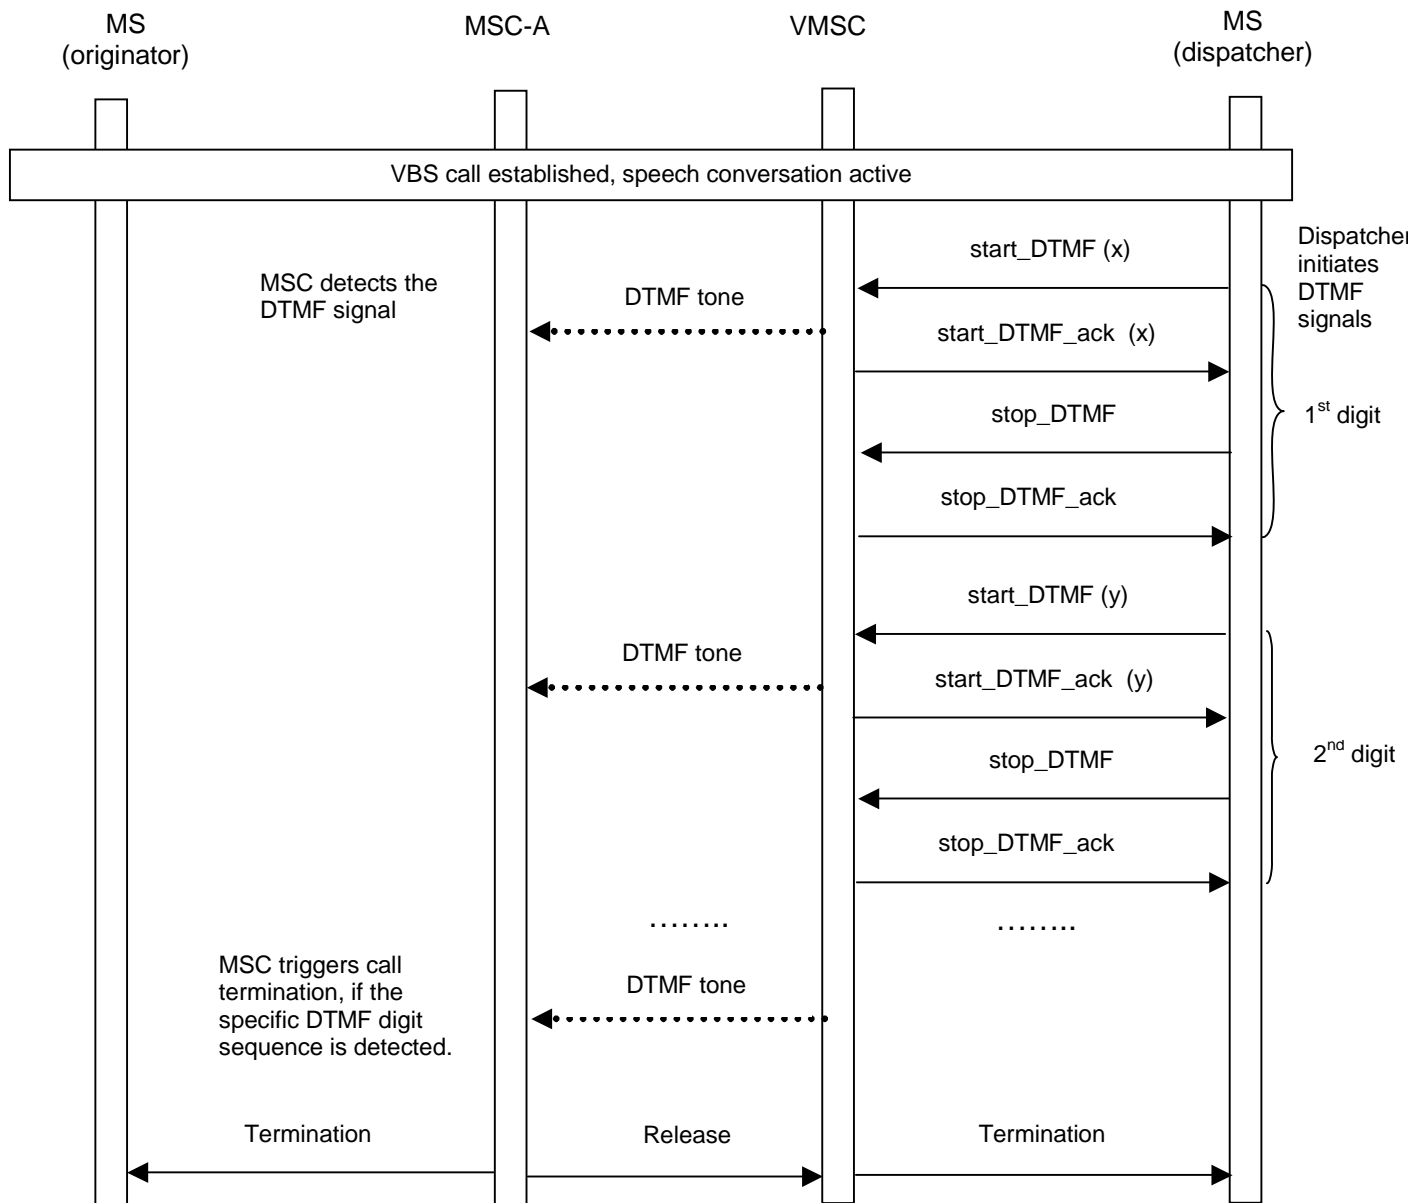 MS
(originator)
MSC-A
VMSC
MS
(dispatcher)
VBS call established, speech conversation active
start_DTMF (x)
Dispatcher
initiates
DTMF
signals
MSC detects the
DTMF signal
DTMF tone
start_DTMF_ack (x)
stop_DTMF
1st digit
stop_DTMF_ack
start_DTMF (y)
DTMF tone
start_DTMF_ack (y)
stop_DTMF
2nd digit
stop_DTMF_ack
........
........
MSC triggers call
termination, if the
specific DTMF digit
sequence is detected.
DTMF tone
Termination
Release
Termination